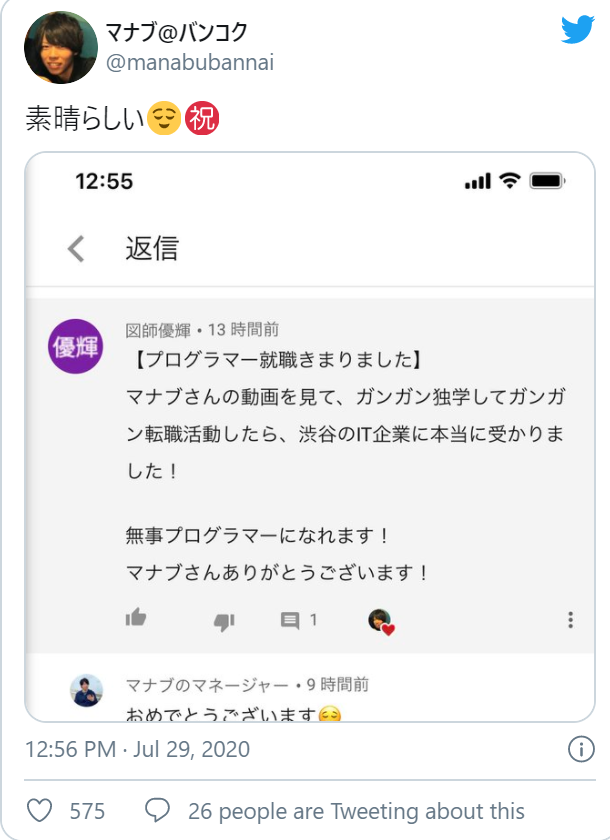 マナブ@バンコク
@manabubannai
素晴らしい😌㊗
12:55
返信
優輝
図師優輝・13 時間前
【プログラマー就職きまりました】
マナブさんの動画を見て、ガンガン独学してガンガ
ン転職活動したら、渋谷のIT企業に本当に受かりま
した！
無事プログラマーになれます！
マナブさんありがとうございます！
1
マナブのマネージャー・9 時間前
おめでとうございます😌
12:56 PM · Jul 29, 2020
575
26 people are Tweeting about this